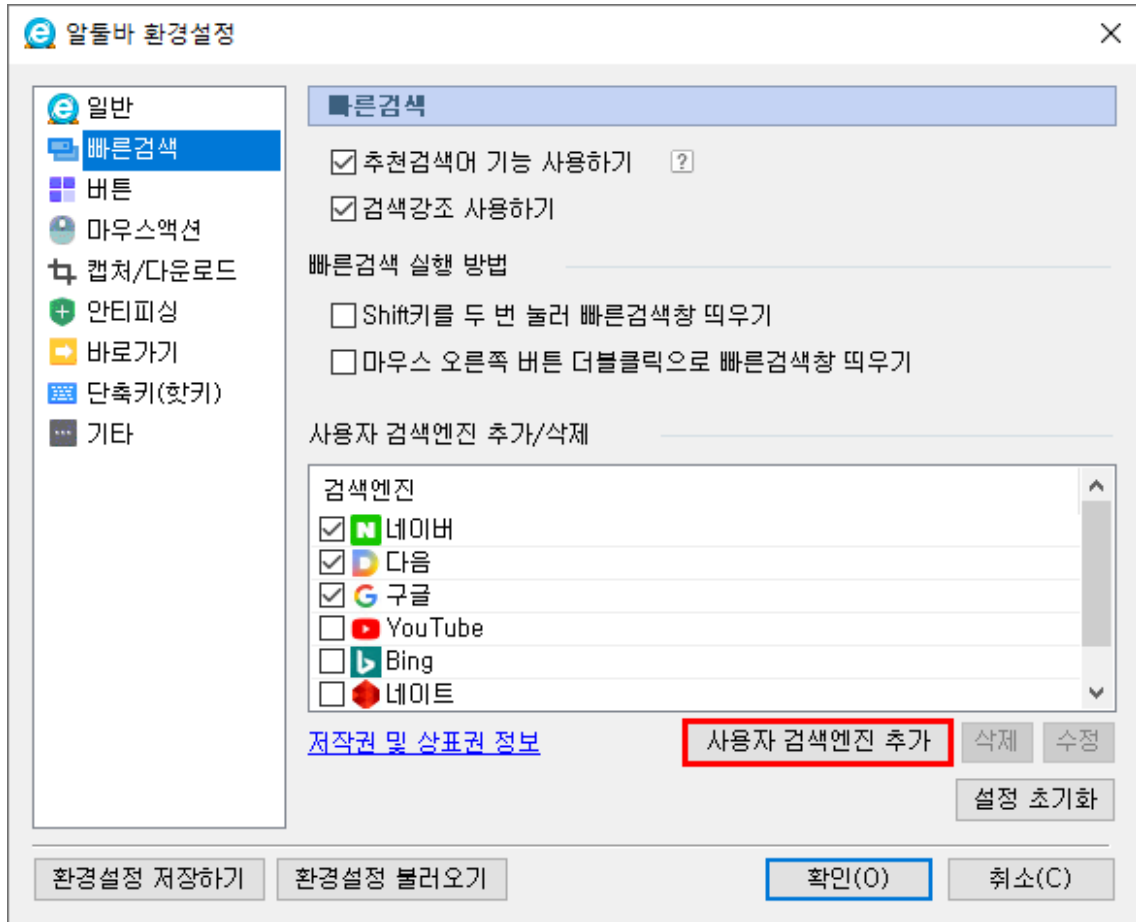 알툴바 환경설정
일반
빠른검색
버튼
마우스액션
캡처/다운로드
안티피싱
바로가기
단축키(핫키)
기타
빠른검색
추천검색어 기능 사용하기 ?
검색강조 사용하기
빠른검색 실행 방법
Shift키를 두 번 눌러 빠른검색창 띄우기
마우스 오른쪽 버튼 더블클릭으로 빠른검색창 띄우기
사용자 검색엔진 추가/삭제
검색엔진
네이버
다음
구글
YouTube
Bing
네이트
저작권 및 상표권 정보 사용자 검색엔진 추가 삭제 수정
설정 초기화
환경설정 저장하기 환경설정 불러오기 확인(O) 취소(C)